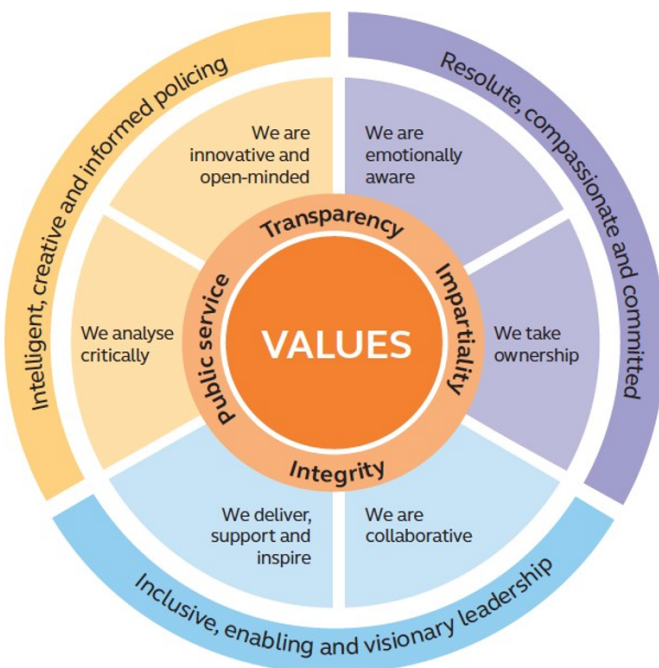 Intelligent, creative and informed policing
Resolute, compassionate and committed
We are
innovative and
open-minded
We are
emotionally
aware
Transparency
Public service
Impartiality
We analyse
critically
VALUES
We take
ownership
Integrity
We deliver,
support and
inspire
We are
collaborative
Inclusive, enabling and visionary leadership